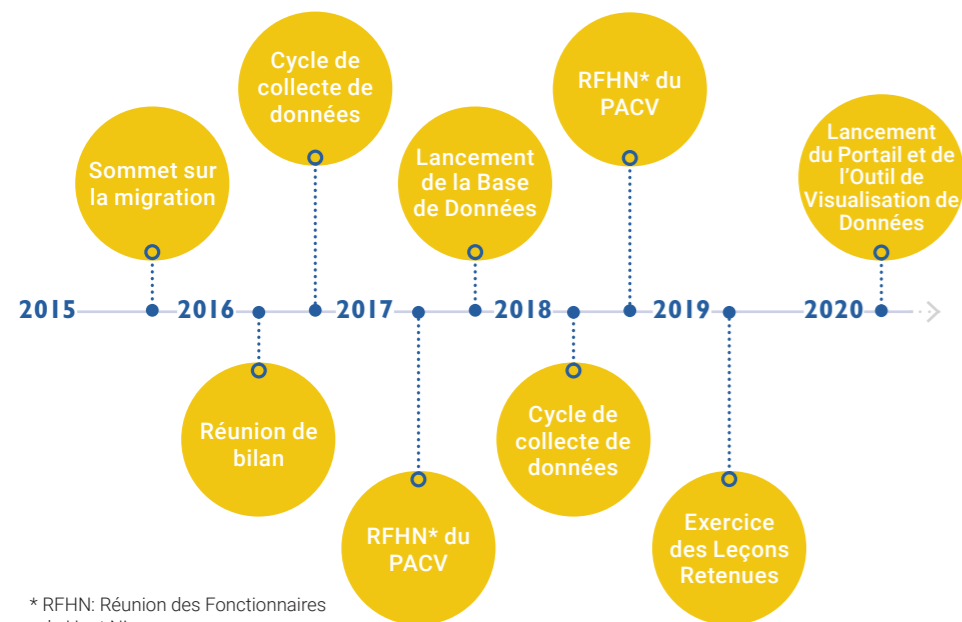 Cycle de
collecte de
données
RFHN* du
PACV
Sommet sur
la migration
Lancement
de la Base
de Données
Lancement
du Portail et de
l'Outil de
Visualisation de
Données
2015 2016 2017 2018 2019 2020
Réunion de
bilan
RFHN* du
PACV
Cycle de
collecte de
données
Exercice
des Leçons
Retenues
* RFHN: Réunion des Fonctionnaires